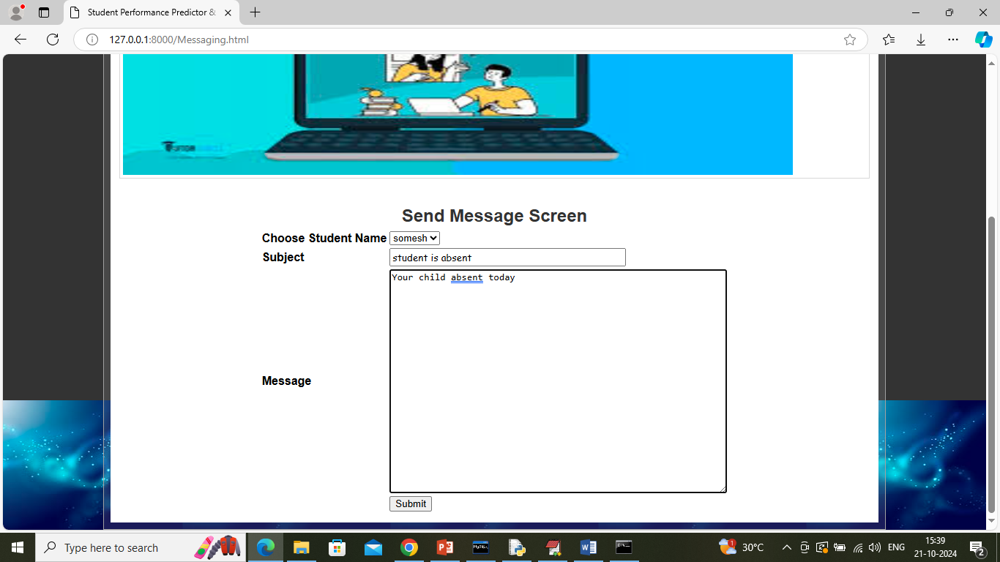 Student Performance Predictor &
127.0.0.1:8000/Messaging.html
Send Message Screen
Choose Student Name somesh
Subject student is absent
Your child absent today
Message
Submit
Type here to search
1
30°C
ENG
15:39
21-10-2024
2